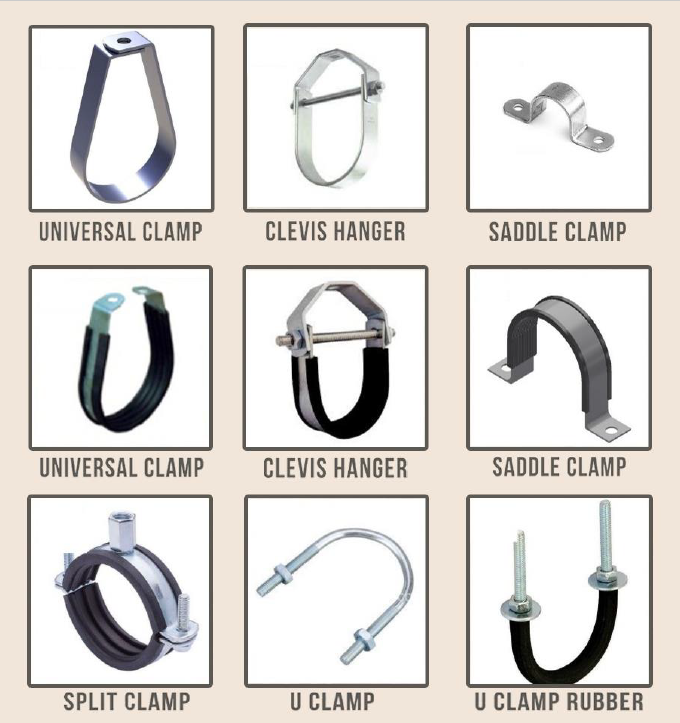 UNIVERSAL CLAMP
CLEVIS HANGER
SADDLE CLAMP
UNIVERSAL CLAMP
CLEVIS HANGER
SADDLE CLAMP
SPLIT CLAMP
U CLAMP
U CLAMP RUBBER